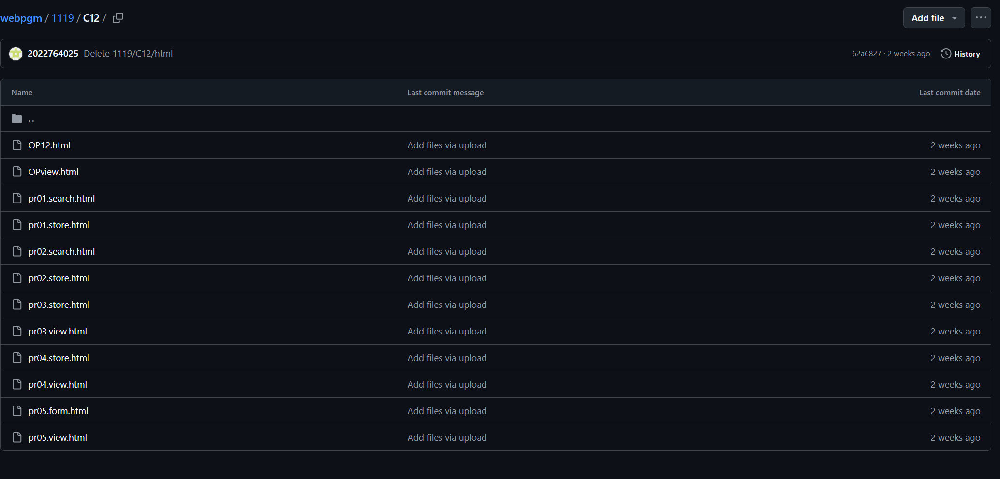 webpgm / 1119 / C12 /
Add file
2022764025 Delete 1119/C12/html
62a6827 · 2 weeks ago
History
Name Last commit message Last commit date
..
OP12.html Add files via upload 2 weeks ago
OPview.html Add files via upload 2 weeks ago
pr01.search.html Add files via upload 2 weeks ago
pr01.store.html Add files via upload 2 weeks ago
pr02.search.html Add files via upload 2 weeks ago
pr02.store.html Add files via upload 2 weeks ago
pr03.store.html Add files via upload 2 weeks ago
pr03.view.html Add files via upload 2 weeks ago
pr04.store.html Add files via upload 2 weeks ago
pr04.view.html Add files via upload 2 weeks ago
pr05.form.html Add files via upload 2 weeks ago
pr05.view.html Add files via upload 2 weeks ago